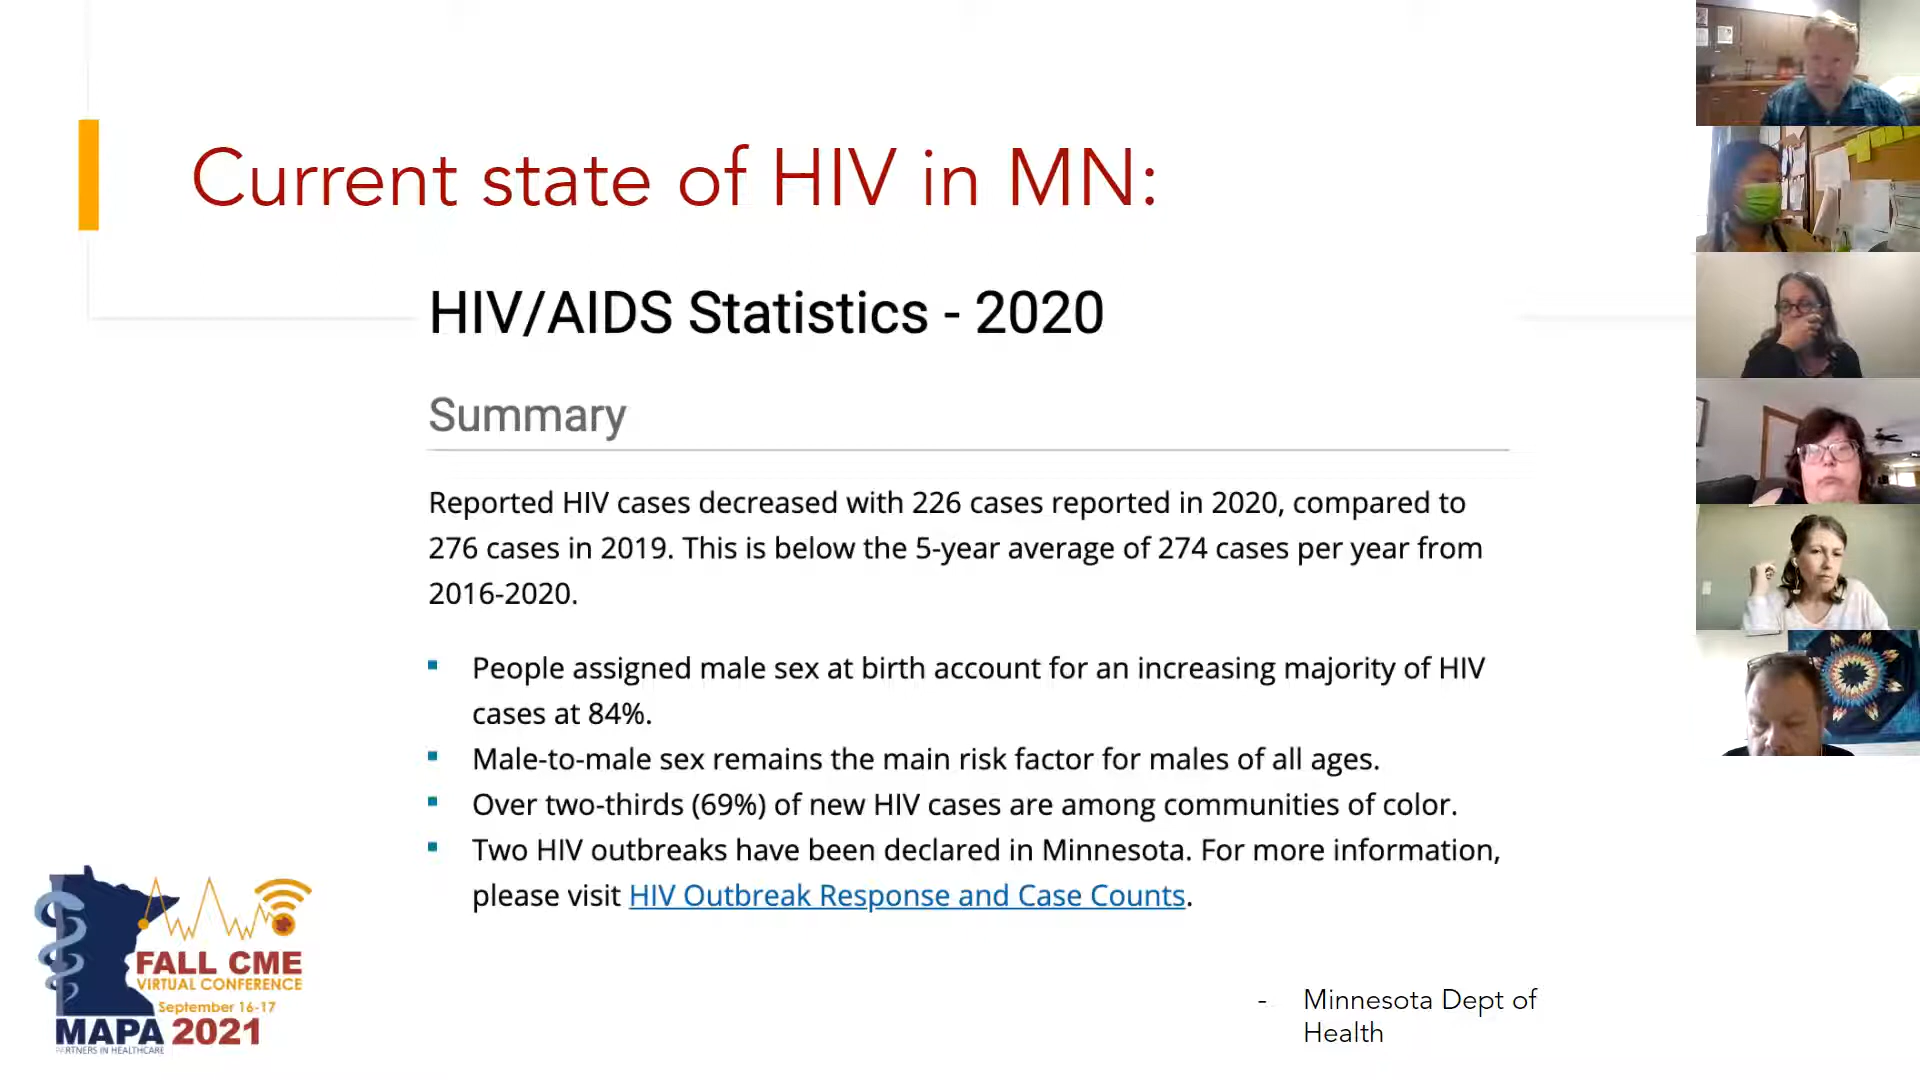 Current state of HIV in MN:
HIV/AIDS Statistics - 2020
Summary
Reported HIV cases decreased with 226 cases reported in 2020, compared to
276 cases in 2019. This is below the 5-year average of 274 cases per year from
2016-2020.
▪ People assigned male sex at birth account for an increasing majority of HIV
cases at 84%.
▪ Male-to-male sex remains the main risk factor for males of all ages.
▪ Over two-thirds (69%) of new HIV cases are among communities of color.
▪ Two HIV outbreaks have been declared in Minnesota. For more information,
please visit HIV Outbreak Response and Case Counts.
FALL CME
VIRTUAL CONFERENCE
September 16-17
MAPA 2021
PARTNERS IN HEALTHCARE
- Minnesota Dept of
Health